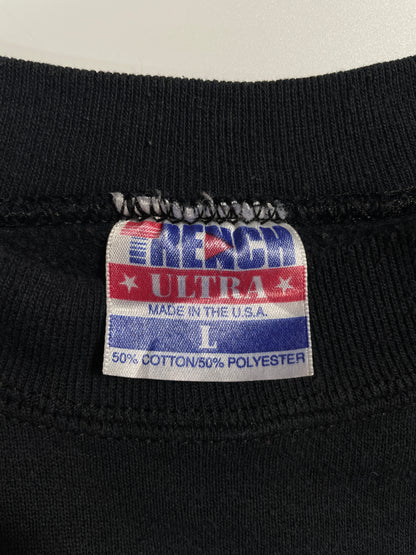 TRENCH
★ ULTRA ★
MADE IN THE U.S.A.
L
50% COTTON/50% POLYESTER